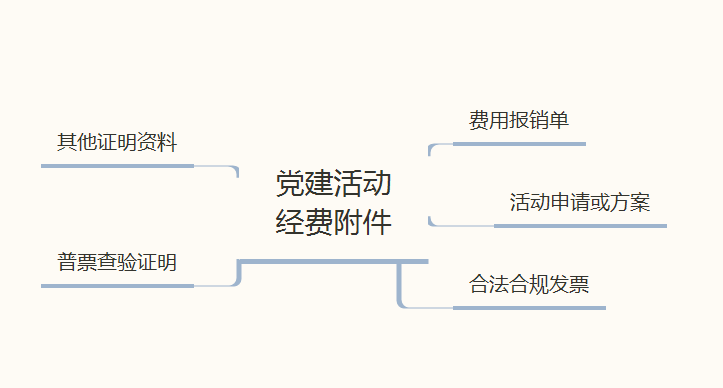 党建活动
经费附件
费用报销单
活动申请或方案
合法合规发票
其他证明资料
普票查验证明